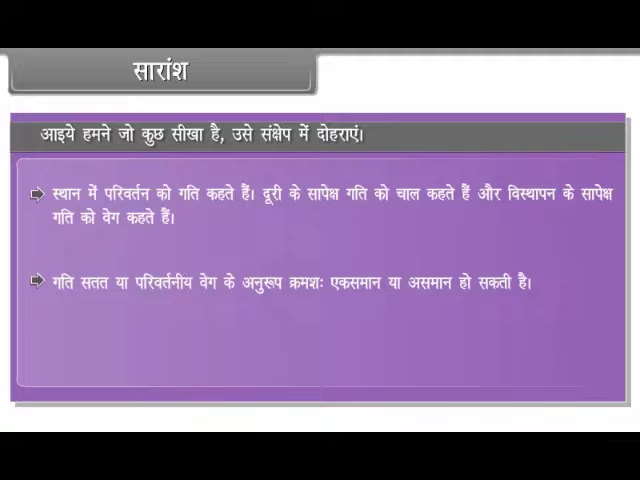 सारांश
आइये हमने जो कुछ सीखा है, उसे संक्षेप में दोहराएं।
स्थान में परिवर्तन को गति कहते हैं। दूरी के सापेक्ष गति को चाल कहते हैं और विस्थापन के सापेक्ष
गति को वेग कहते हैं।
गति सतत या परिवर्तनीय वेग के अनुरूप क्रमशः एकसमान या असमान हो सकती है।